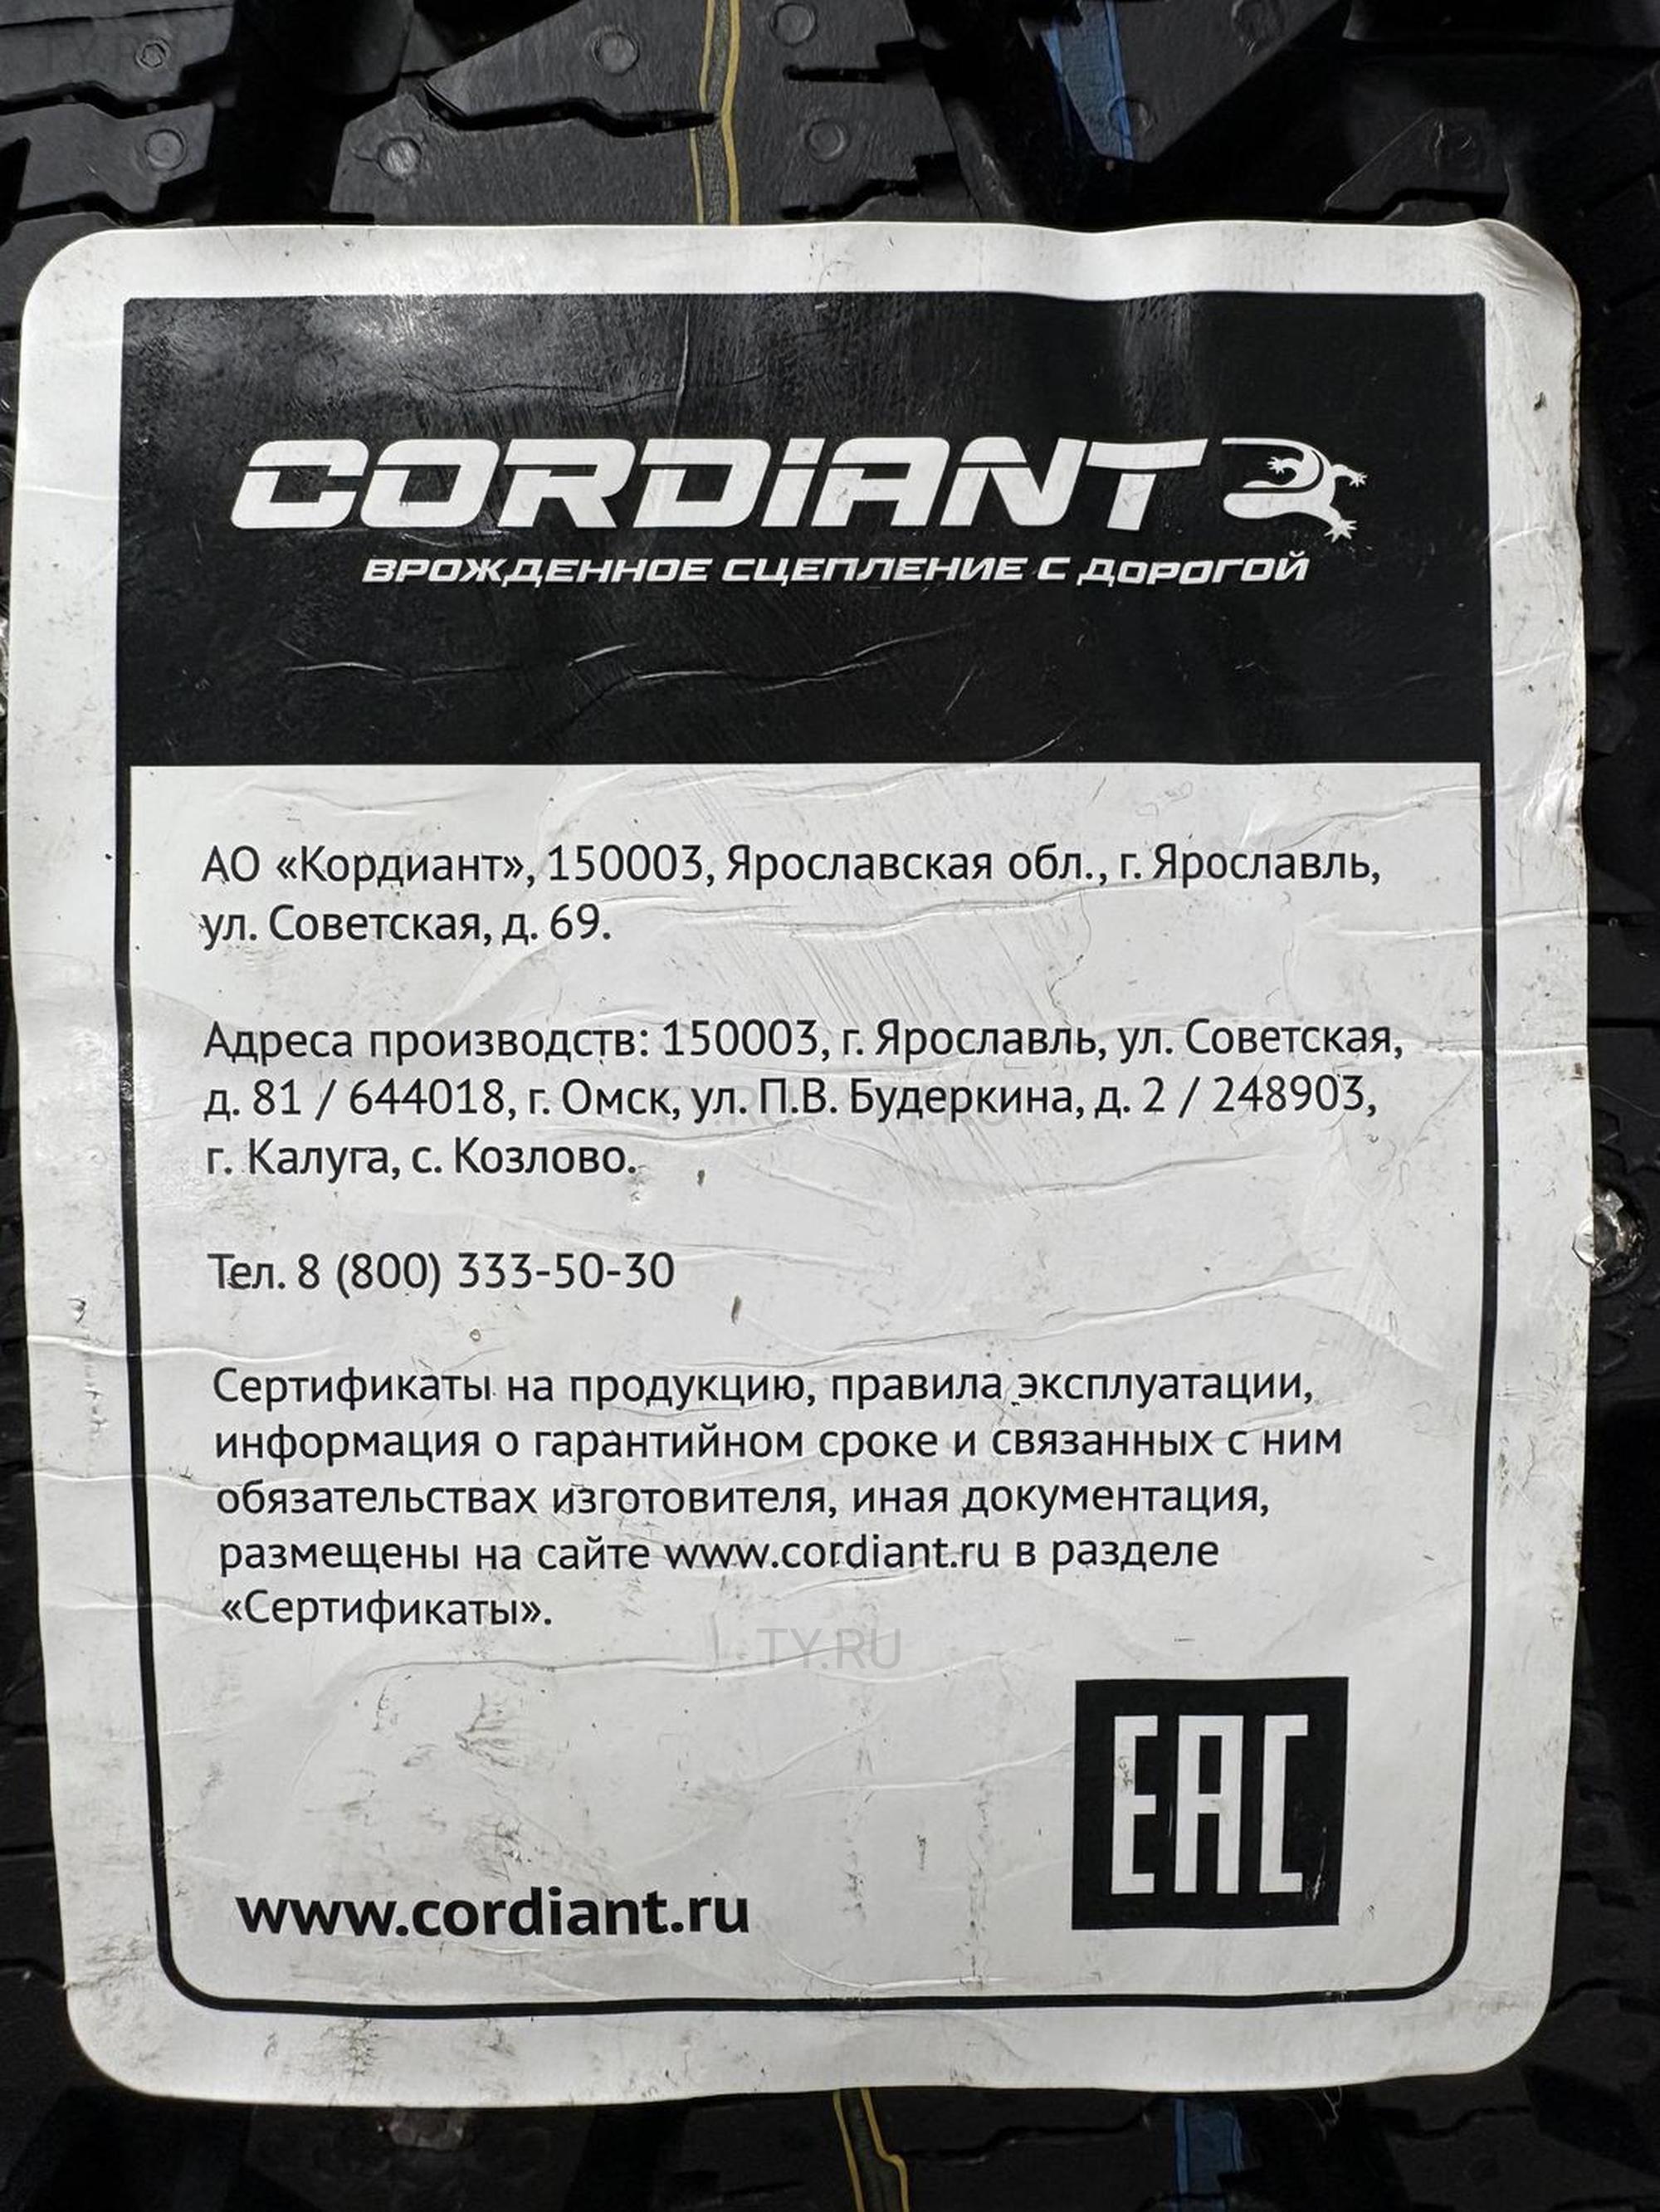 CORDIANT
ВРОЖДЕННОЕ СЦЕПЛЕНИЕ С ДОРОГОЙ
АО «Кордиант», 150003, Ярославская обл., г. Ярославль,
ул. Советская, д. 69.
Адреса производств: 150003, г. Ярославль, ул. Советская,
д. 81 / 644018, г. Омск, ул. П.В. Будеркина, д. 2 / 248903,
г. Калуга, с. Козлово.
Тел. 8 (800) 333-50-30
Сертификаты на продукцию, правила эксплуатации,
информация о гарантийном сроке и связанных с ним
обязательствах изготовителя, иная документация,
размещены на сайте www.cordiant.ru в разделе
«Сертификаты».
TY.RU
EAC
www.cordiant.ru